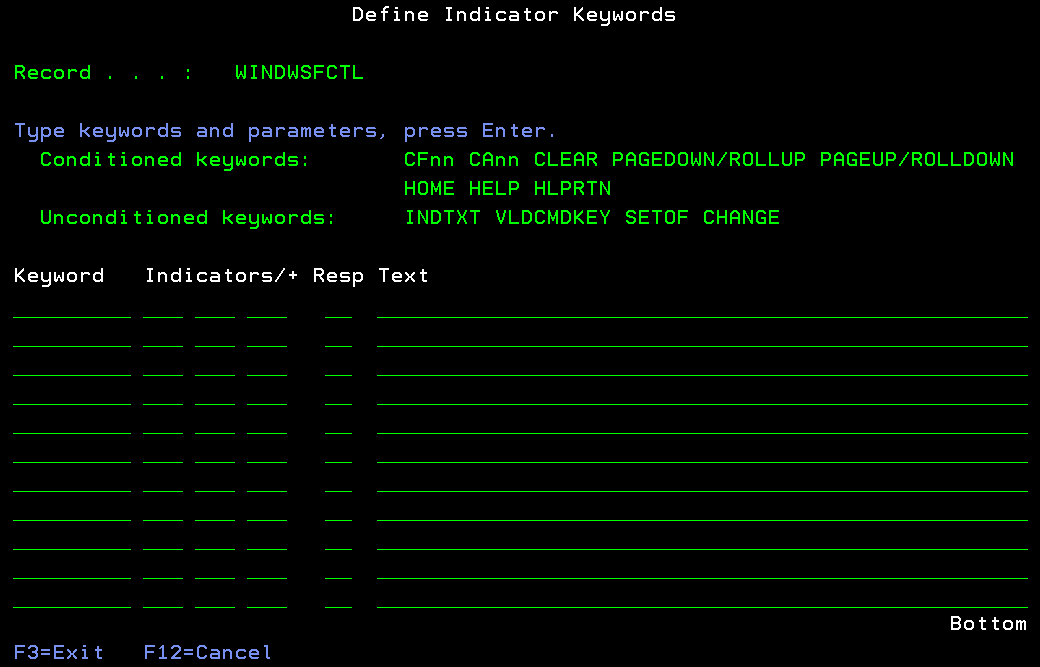 Define Indicator Keywords
Record . . . :   WINDWSFCTL
Type keywords and parameters, press Enter.
Conditioned keywords:       CFnn CAnn CLEAR PAGEDOWN/ROLLUP PAGEUP/ROLLDOWN
HOME HELP HLPRTN
Unconditioned keywords:     INDTXT VLDCMDKEY SETOF CHANGE
Keyword   Indicators/+ Resp Text
Bottom
F3=Exit   F12=Cancel